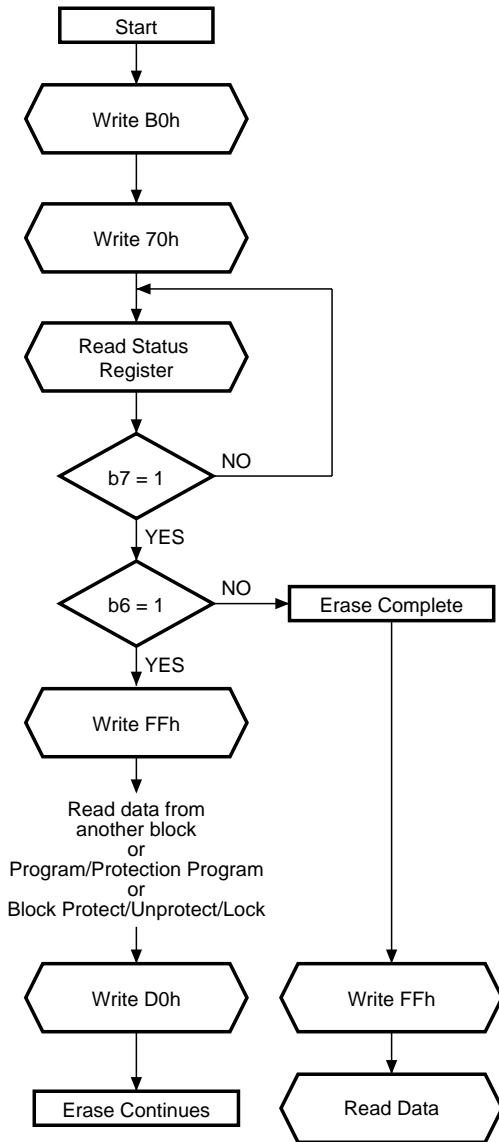 Start
Write B0h
Write 70h
Read Status
Register
b7 = 1
NO
YES
b6 = 1
NO
Erase Complete
YES
Write FFh
Read data from
another block
or
Program/Protection Program
or
Block Protect/Unprotect/Lock
Write D0h
Write FFh
Erase Continues
Read Data